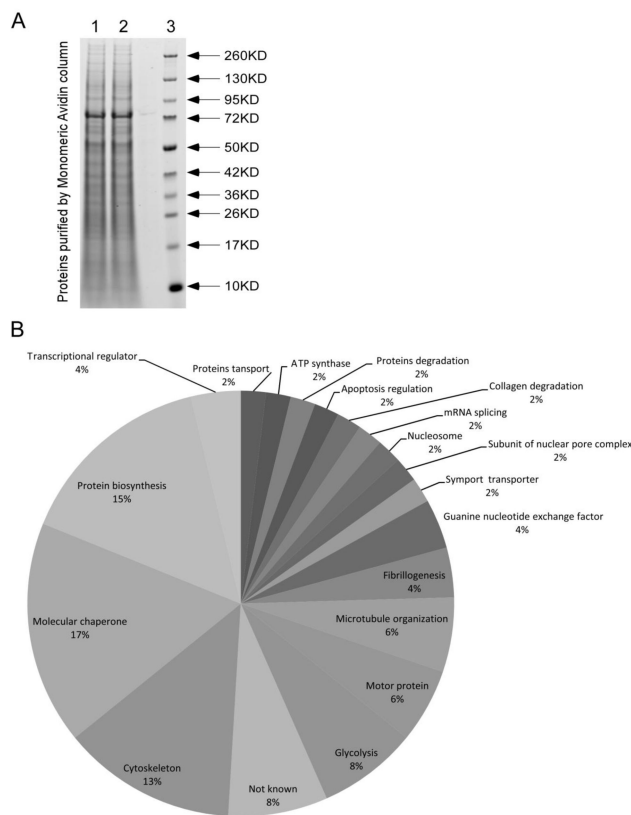 A
1 2 3
Proteins purified by Monomeric Avidin column
260KD
130KD
95KD
72KD
50KD
42KD
36KD
26KD
17KD
10KD
B
Transcriptional regulator
4%
Proteins tansport
2%
ATP synthase
2%
Proteins degradation
2%
Apoptosis regulation
2%
Collagen degradation
2%
mRNA splicing
2%
Nucleosome
2%
Subunit of nuclear pore complex
2%
Symport transporter
2%
Guanine nucleotide exchange factor
4%
Fibrillogenesis
4%
Microtubule organization
6%
Motor protein
6%
Glycolysis
8%
Not known
8%
Cytoskeleton
13%
Molecular chaperone
17%
Protein biosynthesis
15%